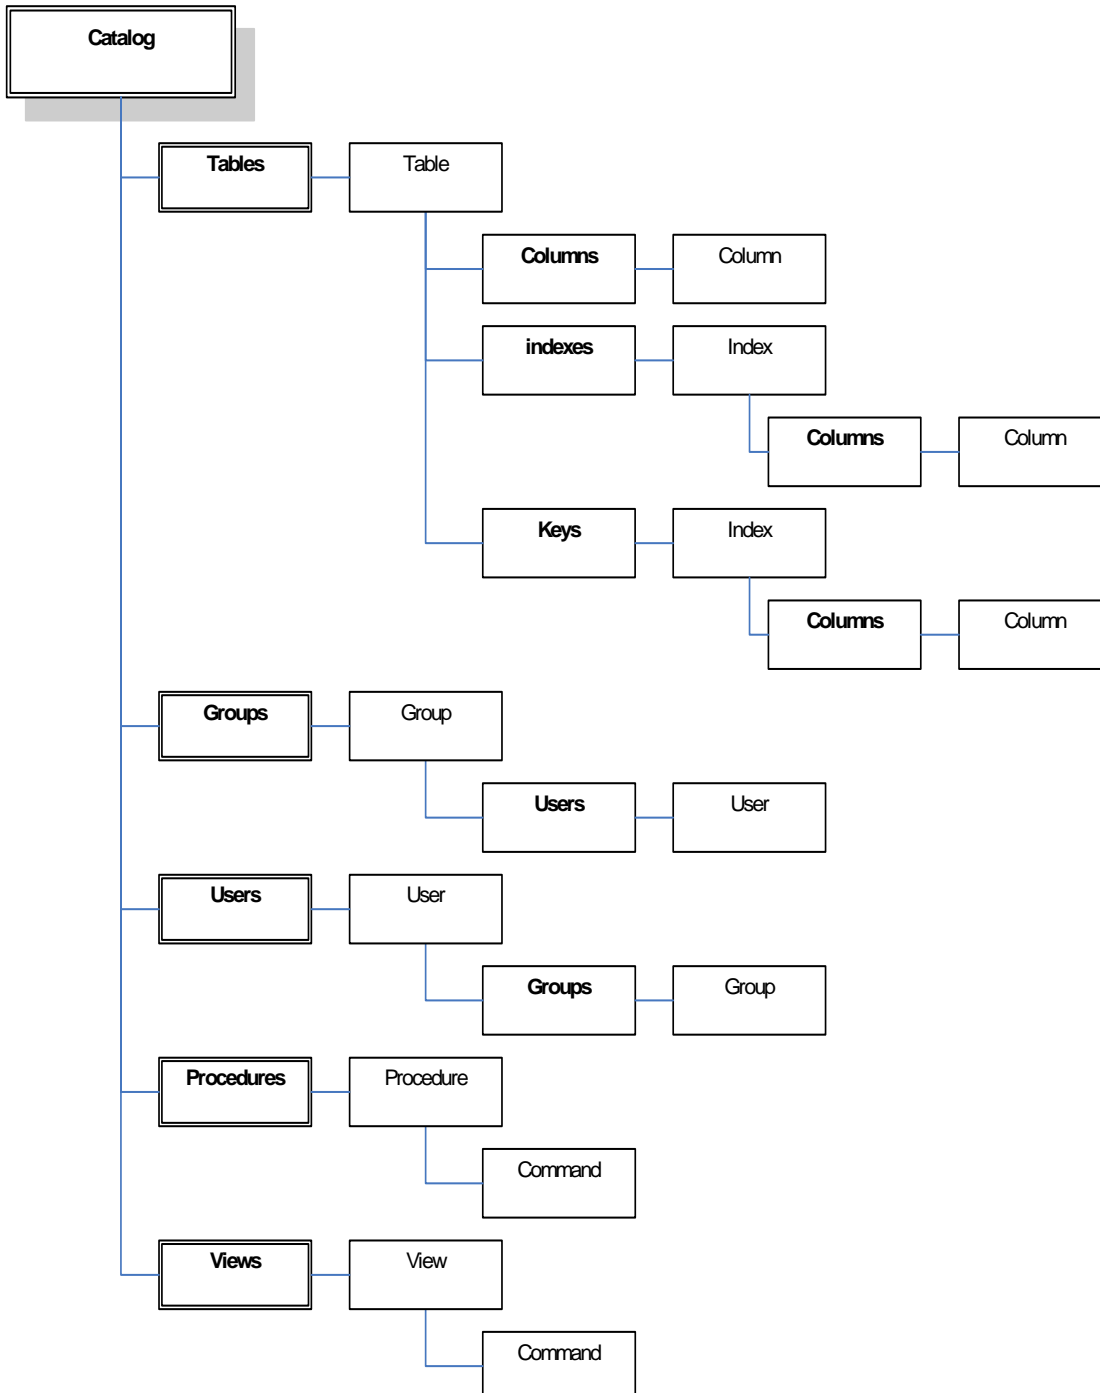 Catalog
Tables
Table
Columns
Column
indexes
Index
Columns
Column
Keys
Index
Columns
Column
Groups
Group
Users
User
Users
User
Groups
Group
Procedures
Procedure
Command
Views
View
Command